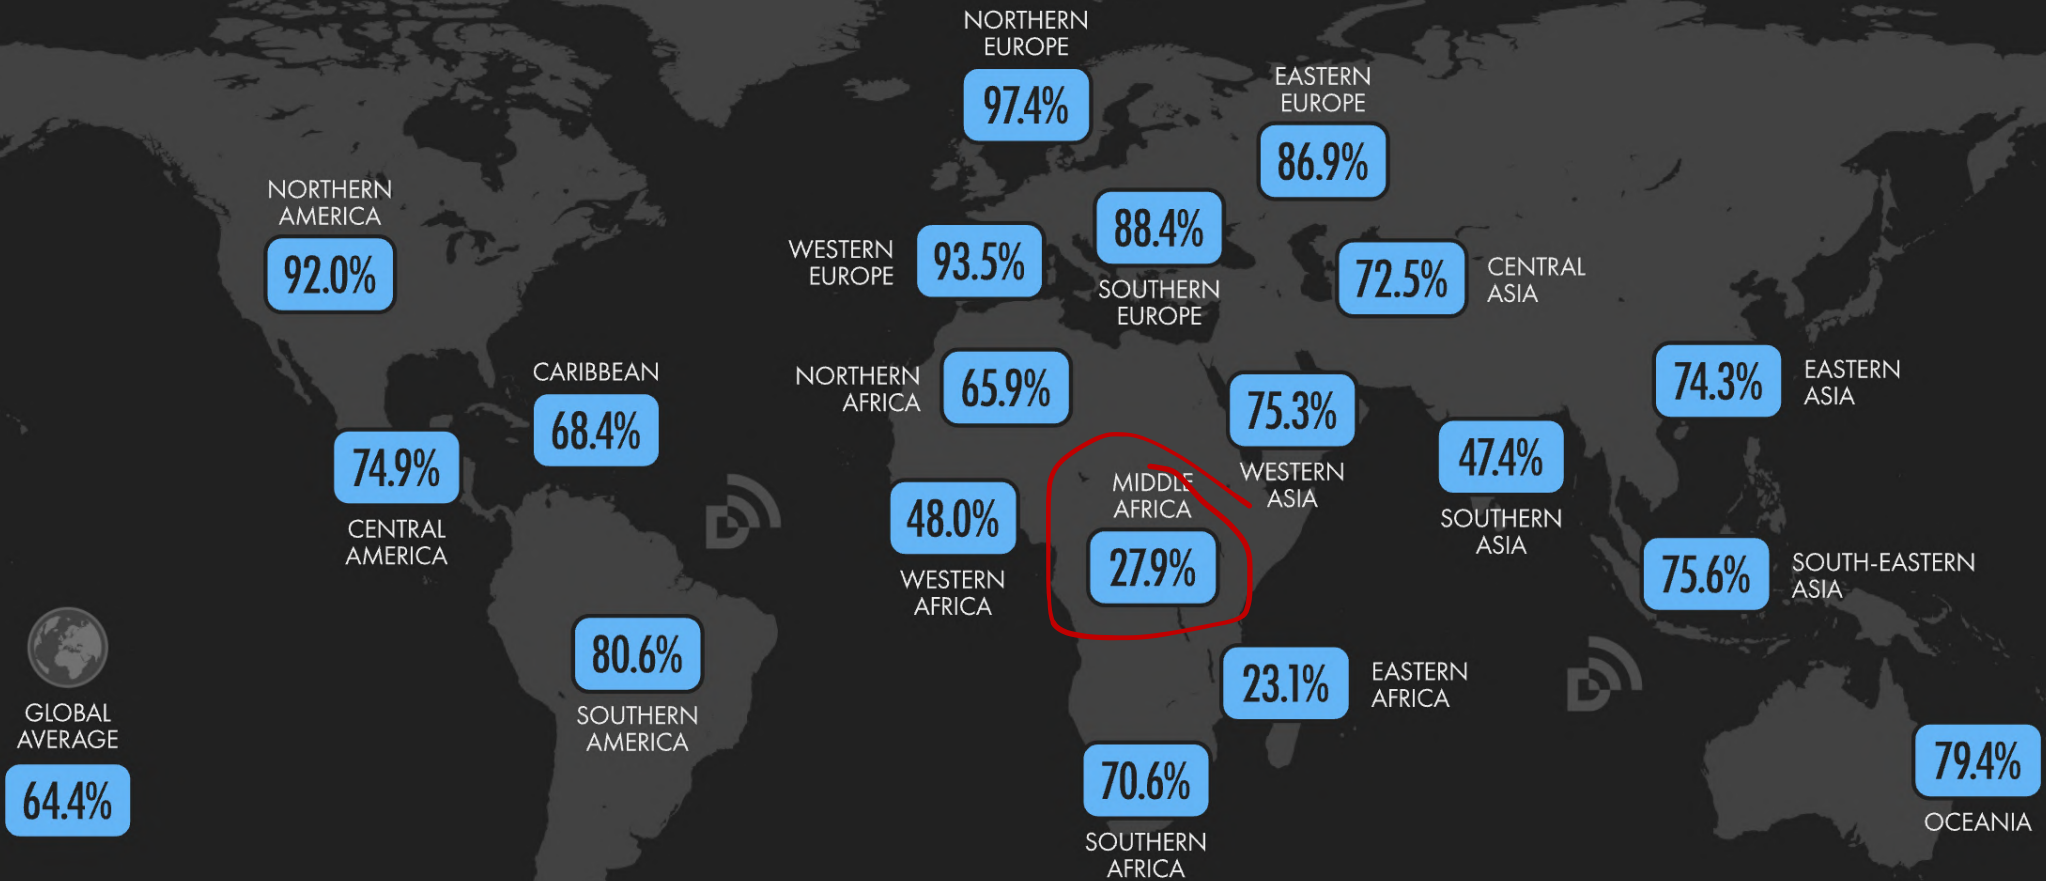 NORTHERN
EUROPE
97.4%
EASTERN
EUROPE
86.9%
NORTHERN
AMERICA
92.0%
WESTERN
EUROPE
93.5%
88.4%
SOUTHERN
EUROPE
72.5%
CENTRAL
ASIA
CARIBBEAN
68.4%
NORTHERN
AFRICA
65.9%
75.3%
WESTERN
ASIA
74.3%
EASTERN
ASIA
74.9%
CENTRAL
AMERICA
48.0%
WESTERN
AFRICA
MIDDLE
AFRICA
27.9%
47.4%
SOUTHERN
ASIA
75.6%
SOUTH-EASTERN
ASIA
80.6%
SOUTHERN
AMERICA
23.1%
EASTERN
AFRICA
GLOBAL
AVERAGE
64.4%
70.6%
SOUTHERN
AFRICA
79.4%
OCEANIA